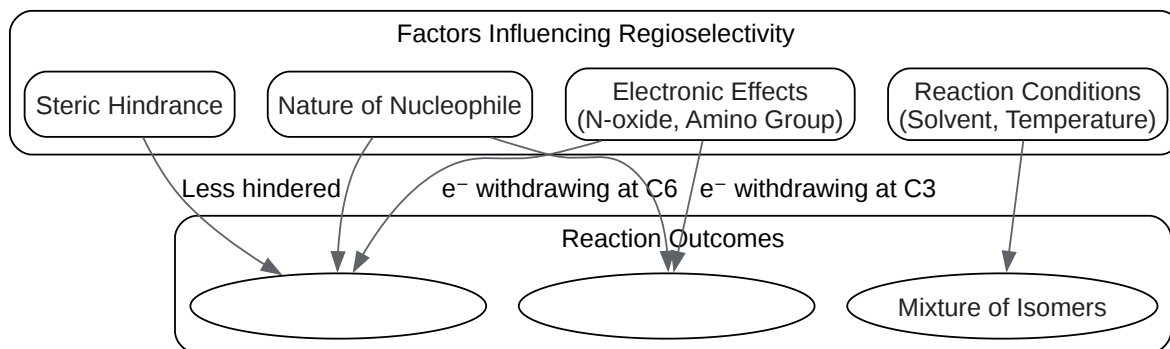 Factors Influencing Regioselectivity
Steric Hindrance
Nature of Nucleophile
Electronic Effects
(N-oxide, Amino Group)
Reaction Conditions
(Solvent, Temperature)
Less hindered
e⁻ withdrawing at C6
e⁻ withdrawing at C3
Reaction Outcomes
Mixture of Isomers